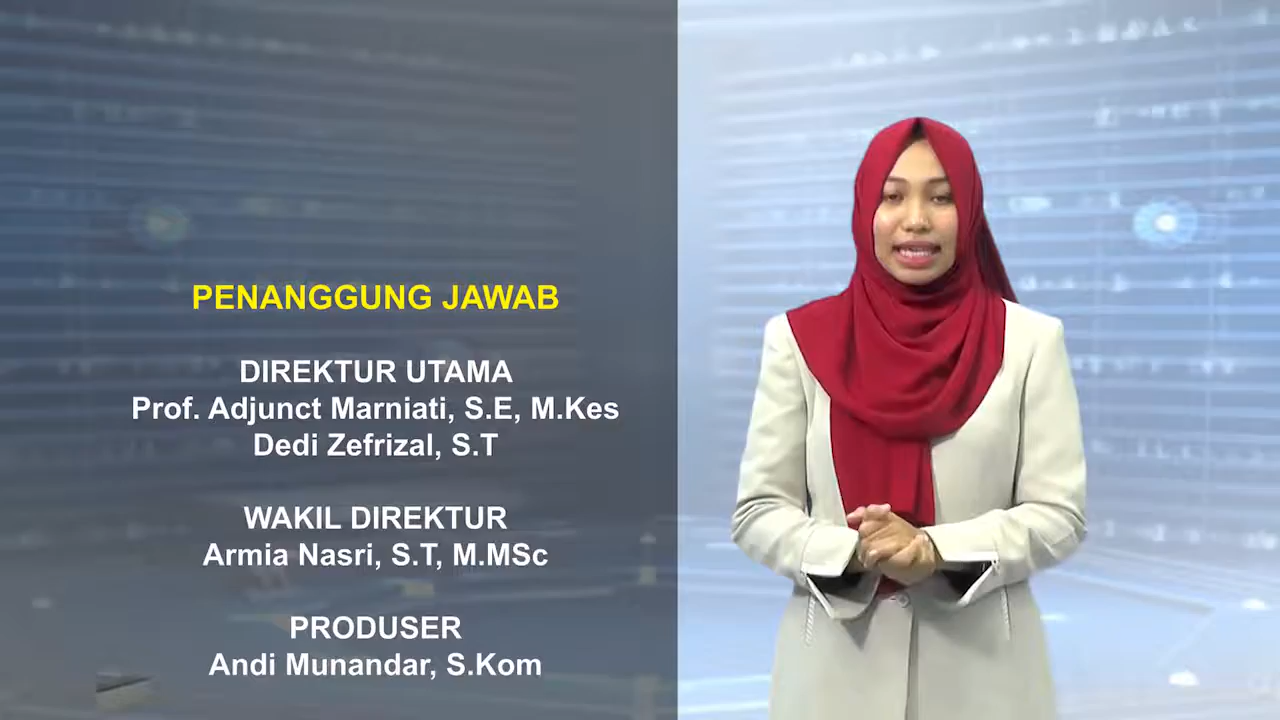 PENANGGUNG JAWAB
DIREKTUR UTAMA
Prof. Adjunct Marniati, S.E, M.Kes
Dedi Zefrizal, S.T
WAKIL DIREKTUR
Armia Nasri, S.T, M.MSc
PRODUSER
Andi Munandar, S.Kom